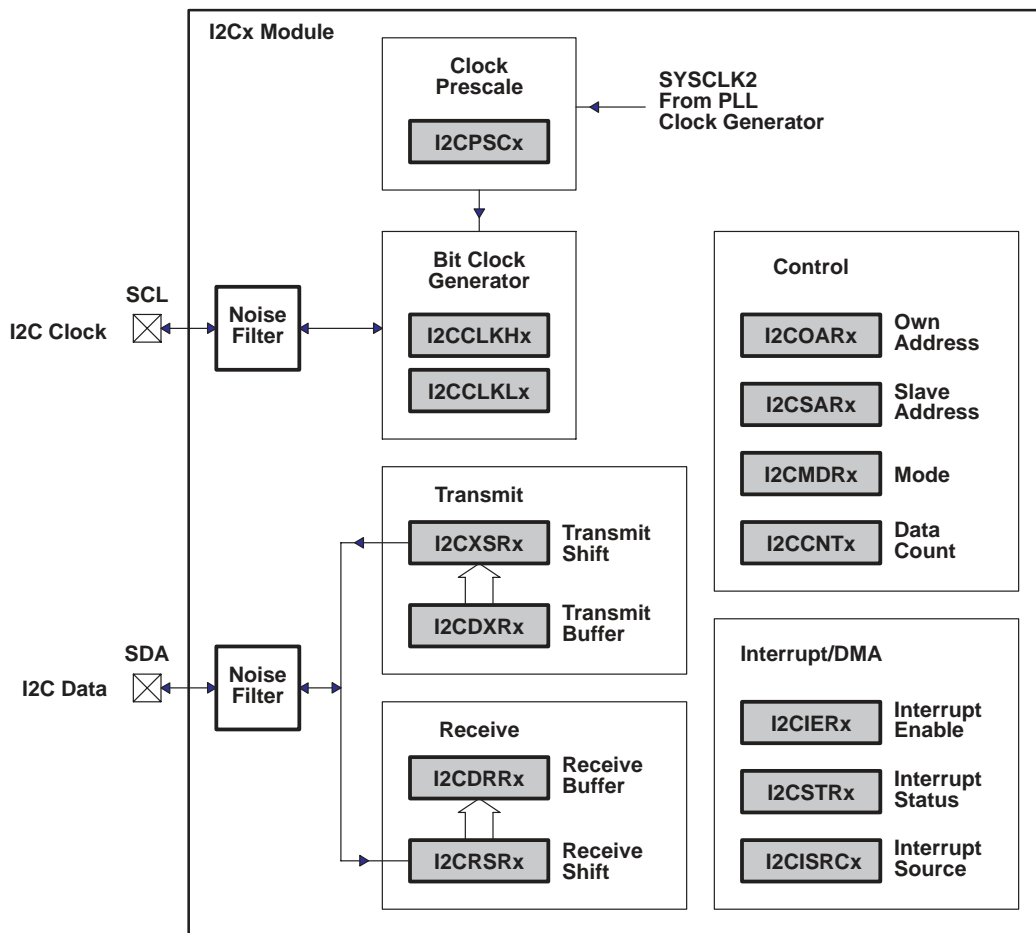 I2Cx Module
Clock
Prescale
I2CPSCx
SYSCLK2
From PLL
Clock Generator
Bit Clock
Generator
I2CCLKHx
I2CCLKLx
SCL
I2C Clock
Noise
Filter
Control
I2COARx
Own
Address
I2CSARx
Slave
Address
I2CMDRx
Mode
I2CCNTx
Data
Count
Transmit
I2CXSRx
Transmit
Shift
I2CDXRx
Transmit
Buffer
SDA
I2C Data
Noise
Filter
Receive
I2CDRRx
Receive
Buffer
I2CRSRx
Receive
Shift
Interrupt/DMA
I2CIERx
Interrupt
Enable
I2CSTRx
Interrupt
Status
I2CISRCx
Interrupt
Source